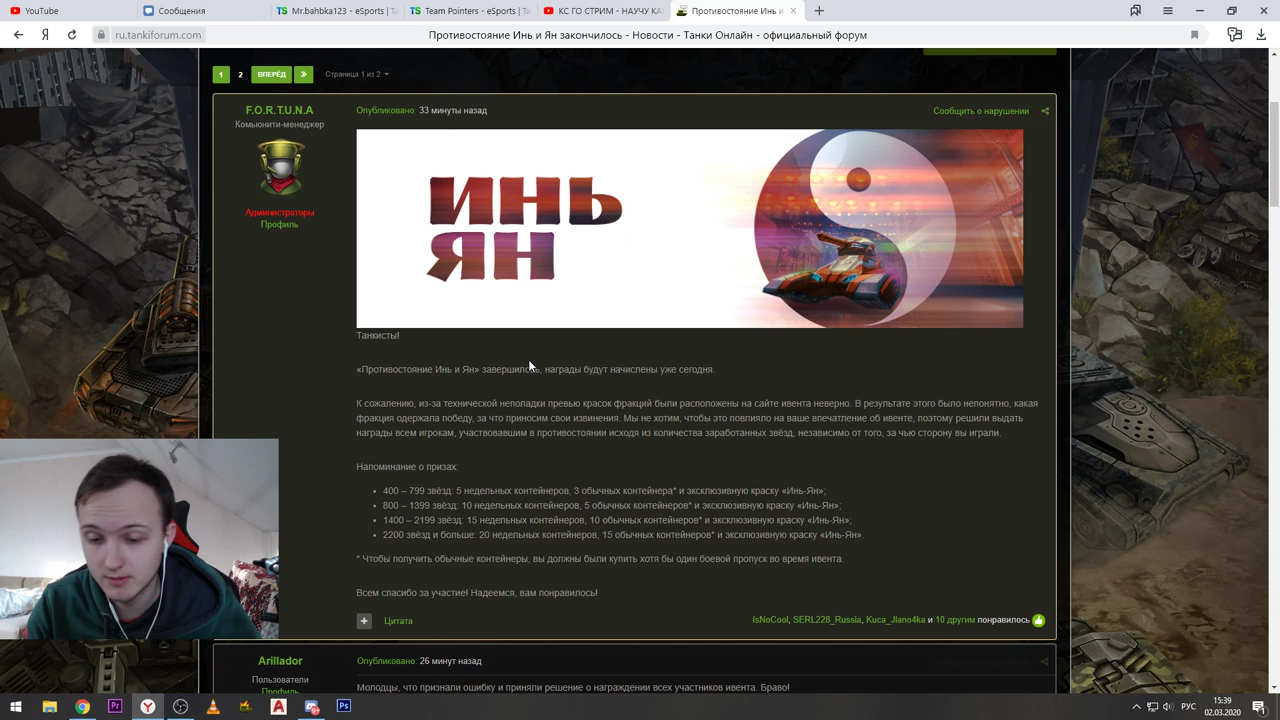 YouTube
Сообщения
Mr.bahbka123 - eSports | Та
Team Pointers - eSports | Т
КС ГО СТРИМ - НАУЧУ КА
Противостояние Инь и
ru.tankiforum.com
Противостояние Инь и Ян закончилось - Новости - Танки Онлайн - официальный форум
1 2 ВПЕРЁД » Страница 1 из 2
F.O.R.T.U.N.A
Комьюнити-менеджер
Администраторы
Профиль
Опубликовано: 33 минуты назад
Сообщить о нарушении
ИНЬ
ЯН
Танкисты!
«Противостояние Инь и Ян» завершилось, награды будут начислены уже сегодня.
К сожалению, из-за технической неполадки превью красок фракций были расположены на сайте ивента неверно. В результате этого было непонятно, какая
фракция одержала победу, за что приносим свои извинения. Мы не хотим, чтобы это повлияло на ваше впечатление об ивенте, поэтому решили выдать
награды всем игрокам, участвовавшим в противостоянии исходя из количества заработанных звёзд, независимо от того, за чью сторону вы играли.
Напоминание о призах:
• 400 – 799 звёзд: 5 недельных контейнеров, 3 обычных контейнера* и эксклюзивную краску «Инь-Ян»;
• 800 – 1399 звёзд: 10 недельных контейнеров, 5 обычных контейнеров* и эксклюзивную краску «Инь-Ян»;
• 1400 – 2199 звёзд: 15 недельных контейнеров, 10 обычных контейнеров* и эксклюзивную краску «Инь-Ян»;
• 2200 звёзд и больше: 20 недельных контейнеров, 15 обычных контейнеров* и эксклюзивную краску «Инь-Ян».
* Чтобы получить обычные контейнеры, вы должны были купить хотя бы один боевой пропуск во время ивента.
Всем спасибо за участие! Надеемся, вам понравилось!
Цитата
IsNoCool, SERL228_Russia, Kuca_Jlano4ka и 10 другим понравилось
Arillador
Пользователи
Профиль
Опубликовано: 26 минут назад
Сообщить о нарушении
Молодцы, что признали ошибку и приняли решение о награждении всех участников ивента. Браво!
РУС
15:39
02.03.2020